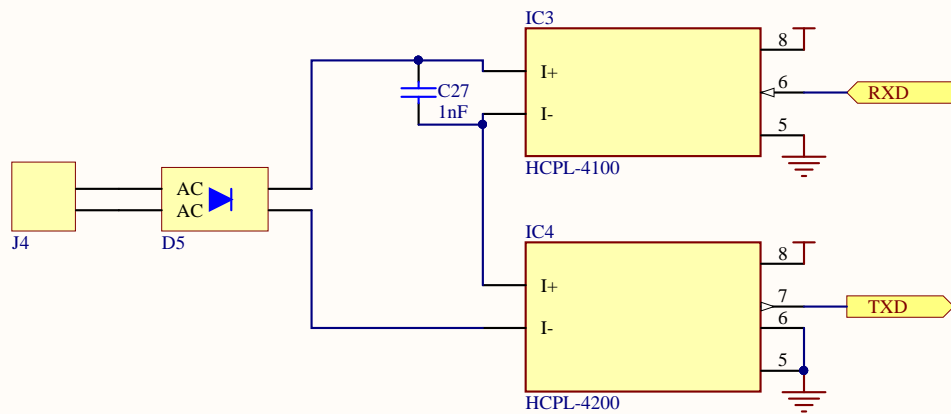 IC3
8
I+
C27
6
RXD
1nF
I-
5
HCPL-4100
AC
AC
J4
D5
IC4
8
I+
7
TXD
6
I-
5
HCPL-4200